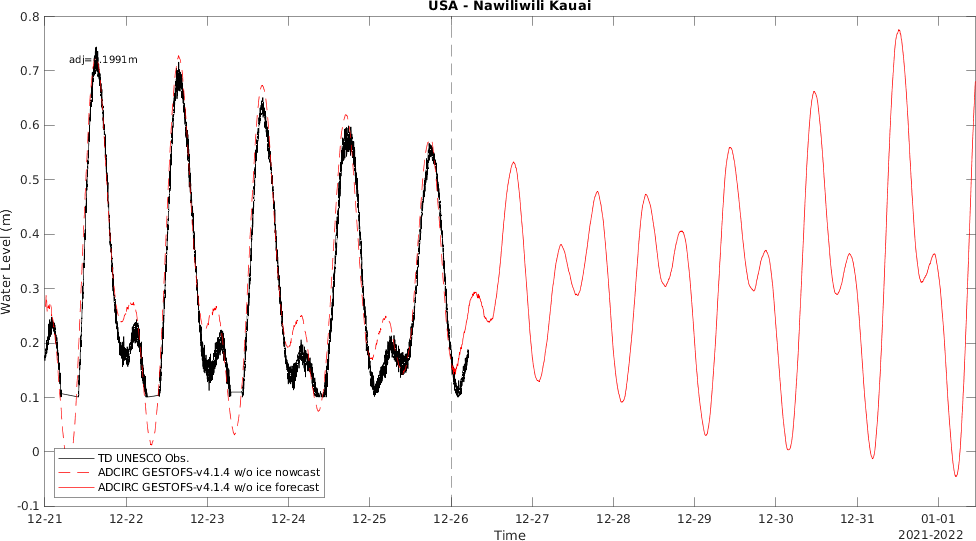 USA - Nawiliwili Kauai
0.8
0.7
0.6
0.5
0.4
0.3
0.2
0.1
0
-0.1
Water Level (m)
adj=0.1991m
TD UNESCO Obs.
ADCIRC GESTOFS-v4.1.4 w/o ice nowcast
ADCIRC GESTOFS-v4.1.4 w/o ice forecast
12-21 12-22 12-23 12-24 12-25 12-26 12-27 12-28 12-29 12-30 12-31 01-01
Time
2021-2022